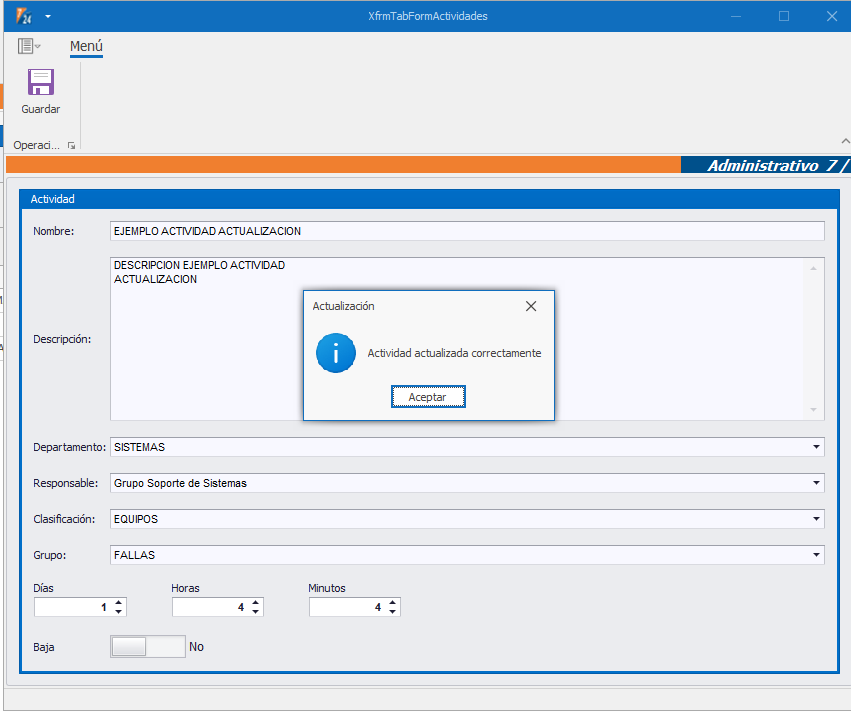 24
XfrmTabFormActividades
Menú
Guardar
Operaci...
Administrativo 7 /
Actividad
Nombre:
EJEMPLO ACTIVIDAD ACTUALIZACION
Descripción:
DESCRIPCION EJEMPLO ACTIVIDAD
ACTUALIZACION
Actualización
Actividad actualizada correctamente
Aceptar
Departamento: SISTEMAS
Responsable: Grupo Soporte de Sistemas
Clasificación: EQUIPOS
Grupo: FALLAS
Días Horas Minutos
1 4 4
Baja No